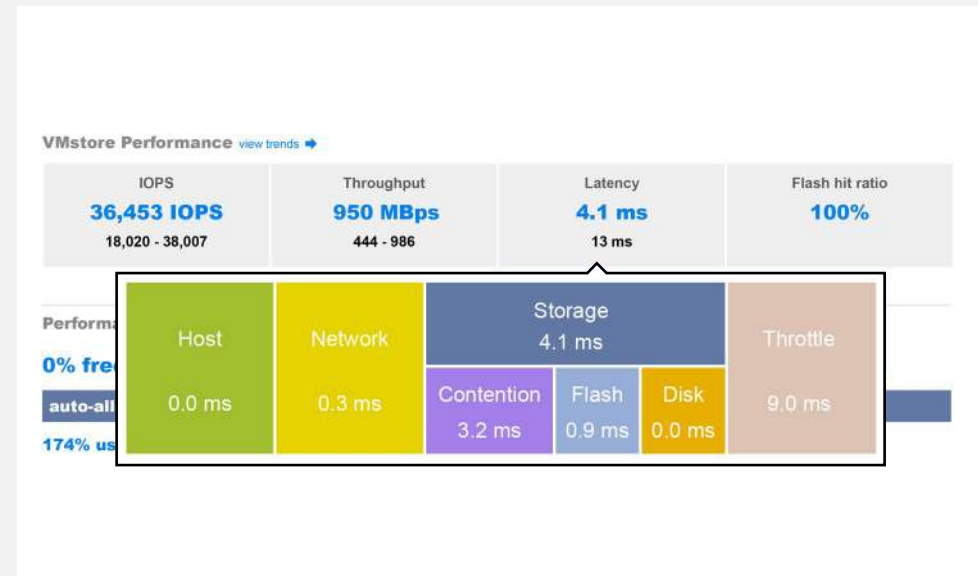 VMstore Performance view trends
IOPS
36,453 IOPS
18,020 - 38,007
Throughput
950 MBps
444 - 986
Latency
4.1 ms
13 ms
Flash hit ratio
100%
Host
0.0 ms
Network
0.3 ms
Storage
4.1 ms
Contention
3.2 ms
Flash
0.9 ms
Disk
0.0 ms
Throttle
9.0 ms
Performa
0% fre
auto-all
174% us